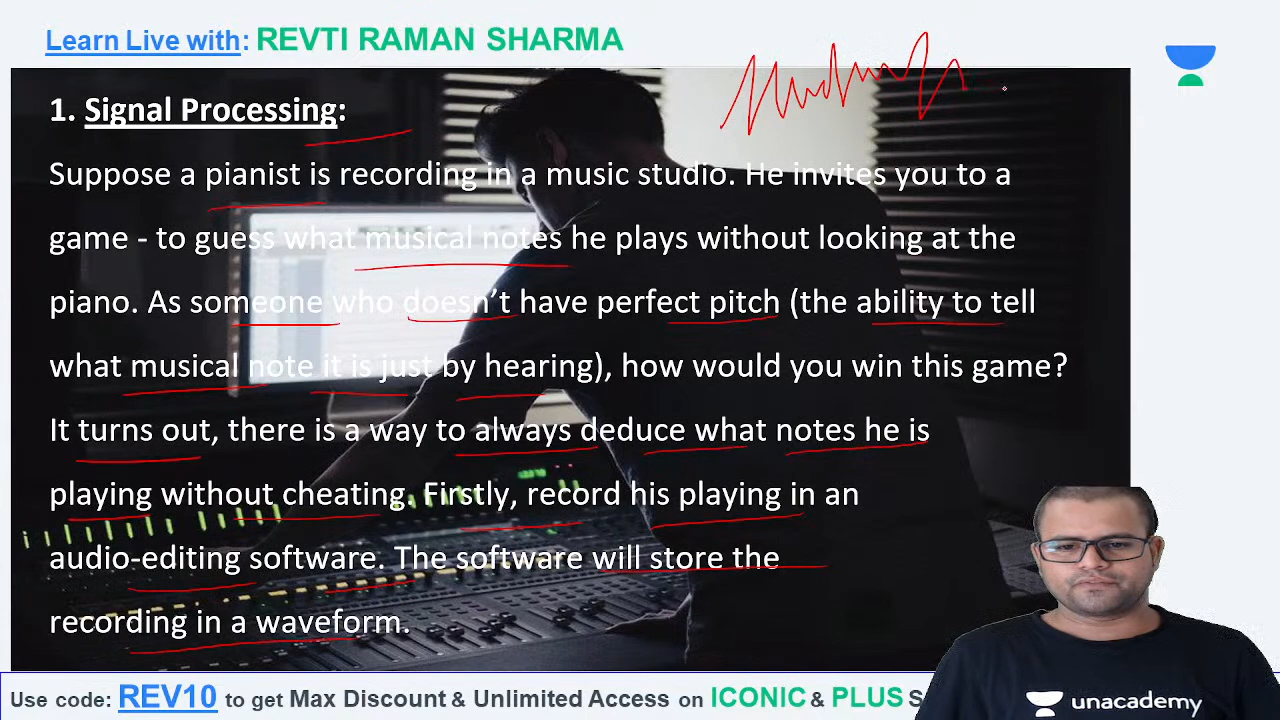 Learn Live with: REVTI RAMAN SHARMA
1. Signal Processing:
Suppose a pianist is recording in a music studio. He invites you to a
game - to guess what musical notes he plays without looking at the
piano. As someone who doesn't have perfect pitch (the ability to tell
what musical note it is just by hearing), how would you win this game?
It turns out, there is a way to always deduce what notes he is
playing without cheating. Firstly, record his playing in an
audio-editing software. The software will store the
recording in a waveform.
Use code: REV10 to get Max Discount & Unlimited Access on ICONIC & PLUS S
unacademy